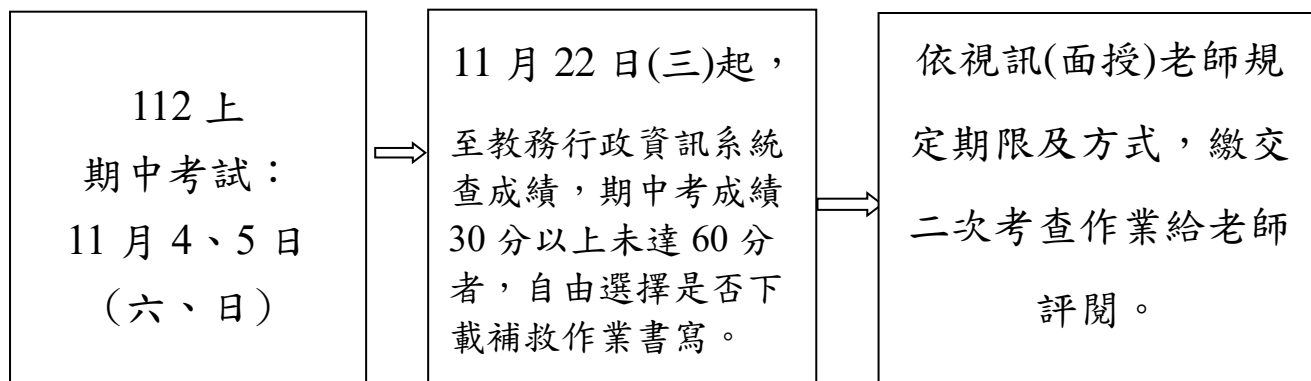 112 上
期中考試：
11 月 4、5 日
（六、日）
11 月 22 日(三)起，
至教務行政資訊系統
查成績，期中考成績
30 分以上未達 60 分
者，自由選擇是否下
載補救作業書寫。
依視訊(面授)老師規
定期限及方式，繳交
二次考查作業給老師
評閱。